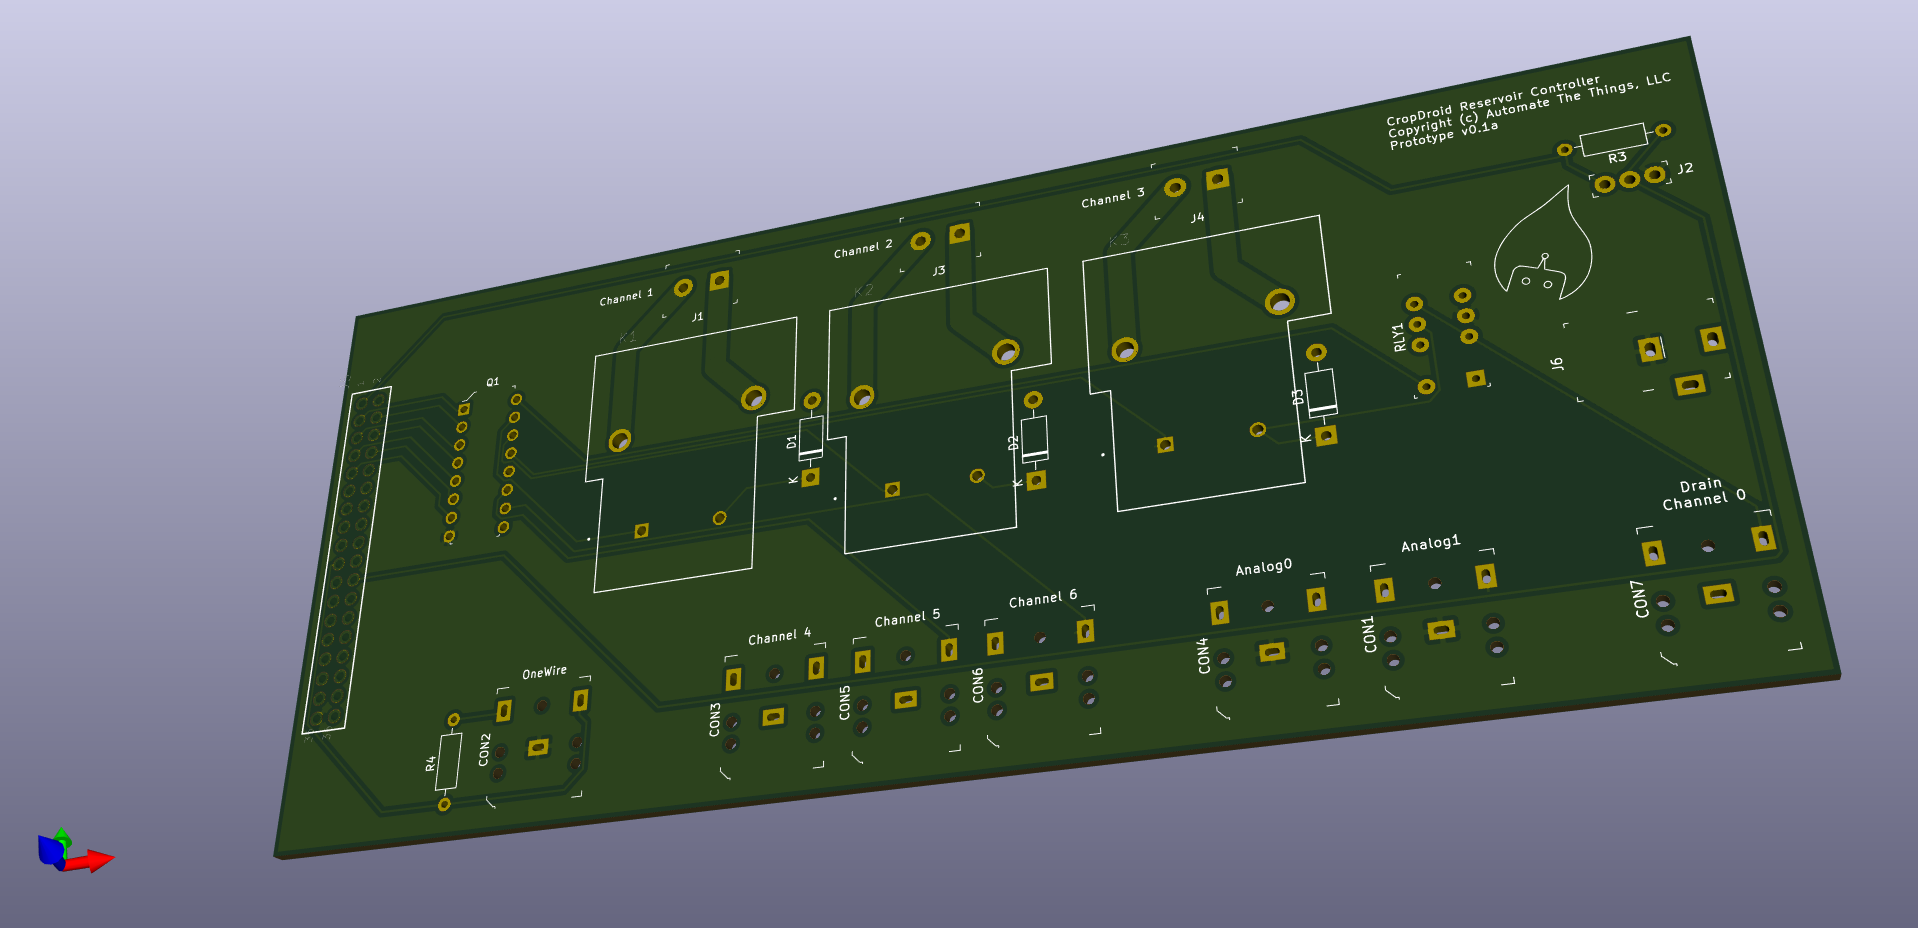 CropDroid Reservoir Controller
Copyright (c) Automate The Things, LLC
Prototype v0.1a
R3
J2
Channel 3
J4
K3
Channel 2
J3
K2
Channel 1
J1
K1
Q1
RLY1
J6
D1
K
D2
K
D3
K
Drain
Channel 0
CON7
Analog1
CON1
Analog0
CON4
Channel 6
CON6
Channel 5
CON5
Channel 4
CON3
OneWire
CON2
R4